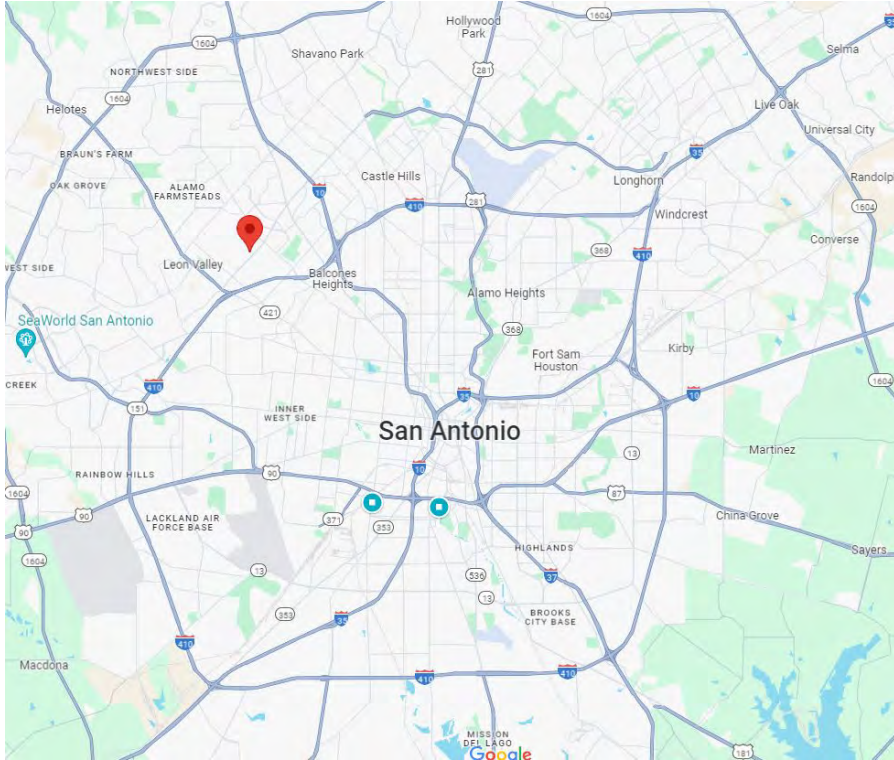 Hollywood
Park
35
1604
Shavano Park
Selma
NORTHWEST SIDE
281
1604
Helotes
Live Oak
1604
Universal City
BRAUN'S FARM
35
OAK GROVE
ALAMO
FARMSTEADS
10
Castle Hills
Longhorn
Randolp
410
281
Windcrest
1604
368
Converse
410
Leon Valley
WEST SIDE
Balcones
Heights
Alamo Heights
421
SeaWorld San Antonio
368
Kirby
Fort Sam
Houston
CREEK
410
35
10
1604
151
INNER
WEST SIDE
San Antonio
13
Martinez
RAINBOW HILLS
90
10
1604
87
90
90
LACKLAND AIR
FORCE BASE
371
353
China Grove
HIGHLANDS
Sayers
1604
13
536
37
13
353
35
BROOKS
CITY BASE
410
Macdona
410
410
MISSION
DEL LAGO
Google
181